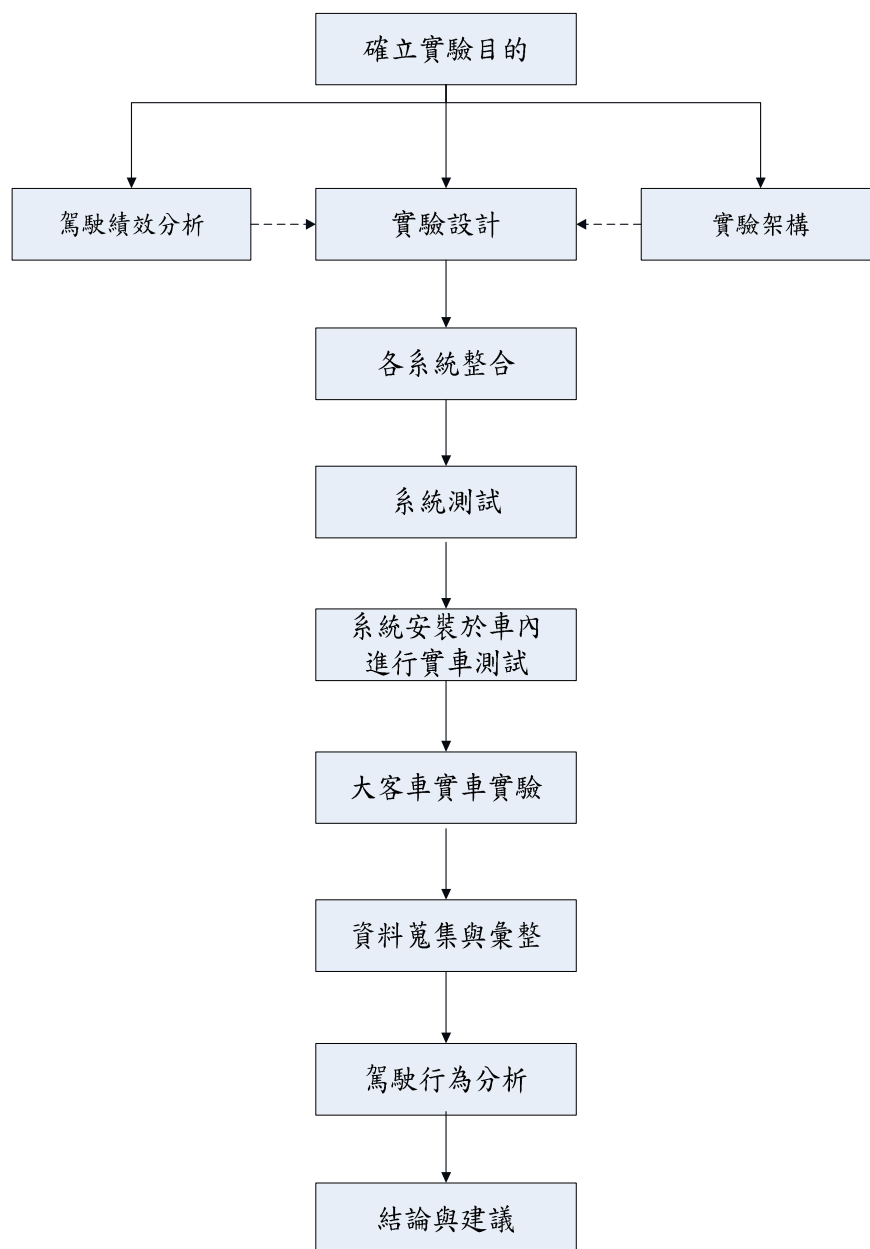 確立實驗目的
駕駛績效分析
實驗設計
實驗架構
各系統整合
系統測試
系統安裝於車內
進行實車測試
大客車實車實驗
資料蒐集與彙整
駕駛行為分析
結論與建議